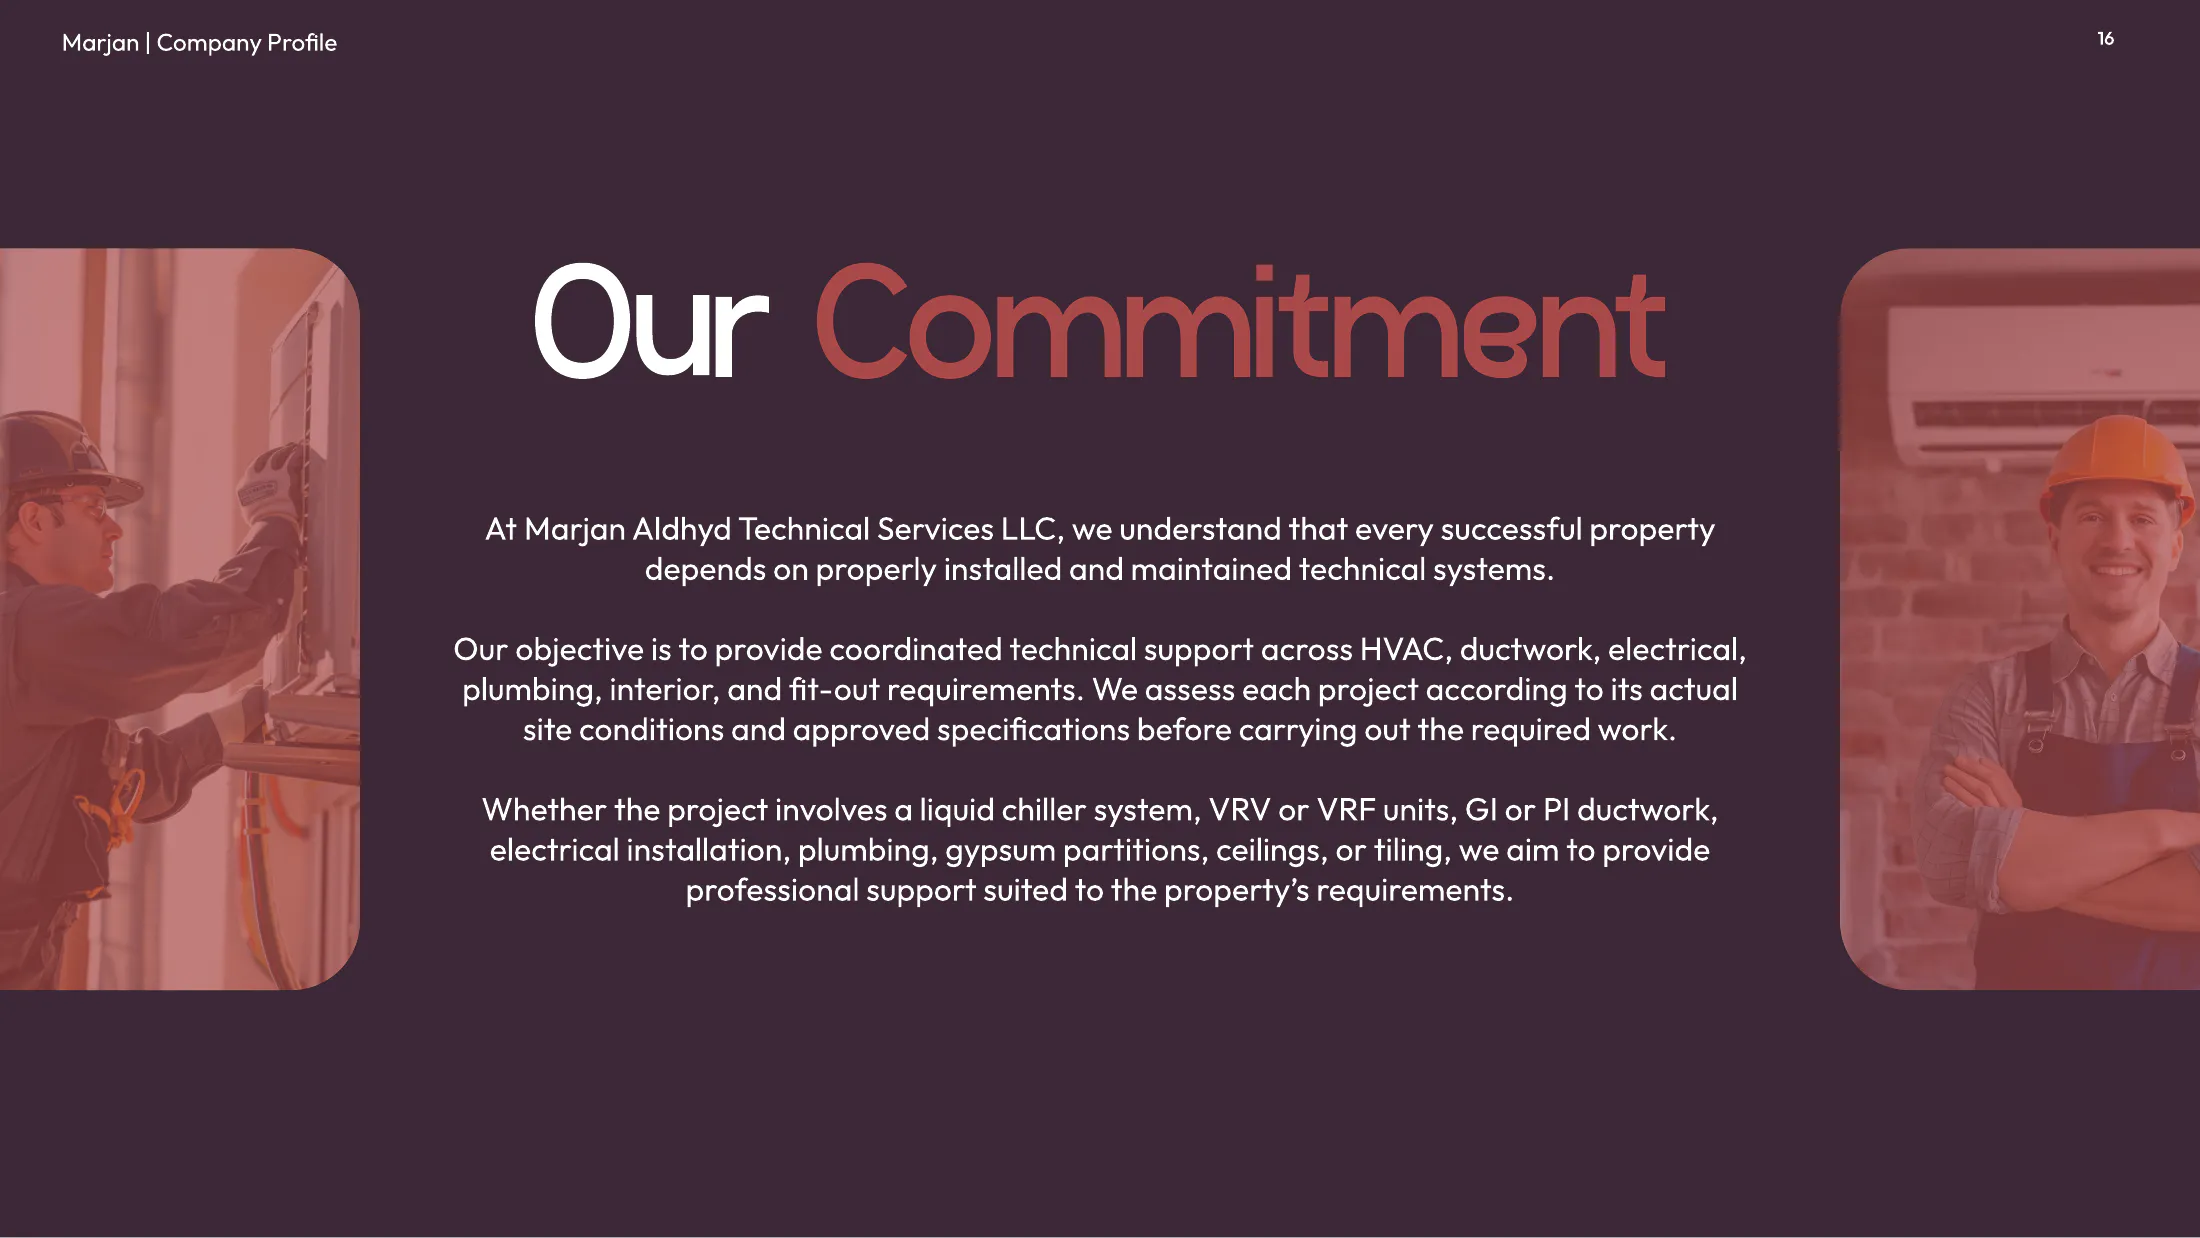 Marjan | Company Profile
16
Our Commitment
At Marjan Aldhyd Technical Services LLC, we understand that every successful property
depends on properly installed and maintained technical systems.
Our objective is to provide coordinated technical support across HVAC, ductwork, electrical,
plumbing, interior, and fit-out requirements. We assess each project according to its actual
site conditions and approved specifications before carrying out the required work.
Whether the project involves a liquid chiller system, VRV or VRF units, GI or PI ductwork,
electrical installation, plumbing, gypsum partitions, ceilings, or tiling, we aim to provide
professional support suited to the property’s requirements.